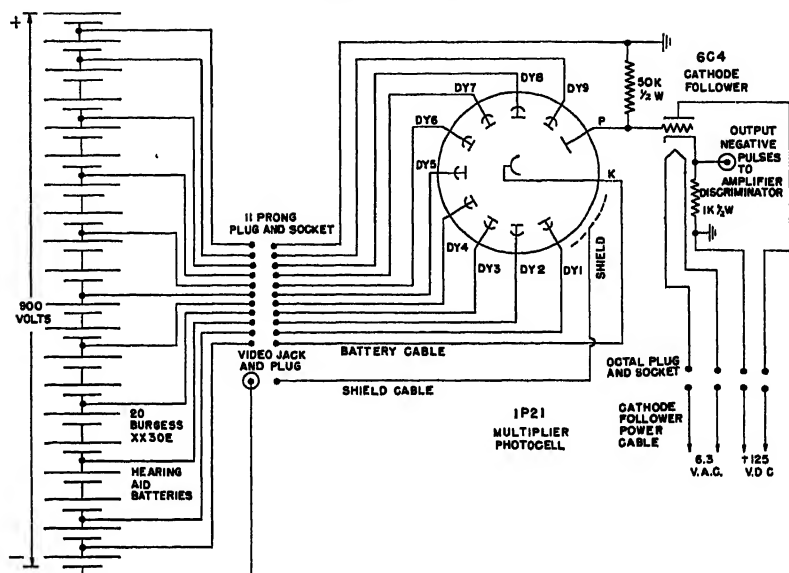 +
900
VOLTS
−
20
BURGESS
XX30E
HEARING
AID
BATTERIES
11 PRONG
PLUG AND SOCKET
VIDEO JACK
AND PLUG
BATTERY CABLE
SHIELD CABLE
DY1
DY2
DY3
DY4
DY5
DY6
DY7
DY8
DY9
P
K
SHIELD
1P21
MULTIPLIER
PHOTOCELL
50K
½ W
6C4
CATHODE
FOLLOWER
OUTPUT
NEGATIVE
PULSES
TO
AMPLIFIER
DISCRIMINATOR
1K ½W
OCTAL PLUG
AND SOCKET
CATHODE
FOLLOWER
POWER
CABLE
6.3
V.A.C.
+125
V.D C